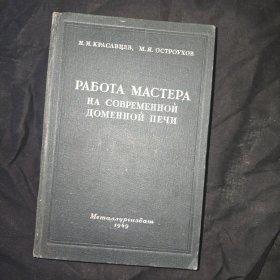 Н. И. КРАСАВЦЕВ, М. Я. ОСТРОУХОВ
РАБОТА МАСТЕРА
НА СОВРЕМЕННОЙ
ДОМЕННОЙ ПЕЧИ
Металлургиздат
1949